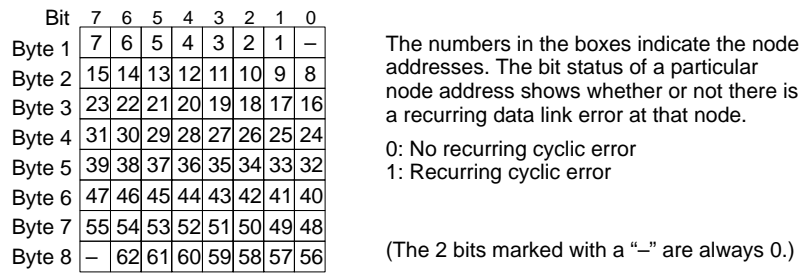 Bit 7 6 5 4 3 2 1 0
Byte 1 7 6 5 4 3 2 1 –
Byte 2 15 14 13 12 11 10 9 8
Byte 3 23 22 21 20 19 18 17 16
Byte 4 31 30 29 28 27 26 25 24
Byte 5 39 38 37 36 35 34 33 32
Byte 6 47 46 45 44 43 42 41 40
Byte 7 55 54 53 52 51 50 49 48
Byte 8 – 62 61 60 59 58 57 56
The numbers in the boxes indicate the node
addresses. The bit status of a particular
node address shows whether or not there is
a recurring data link error at that node.
0: No recurring cyclic error
1: Recurring cyclic error
(The 2 bits marked with a “–” are always 0.)